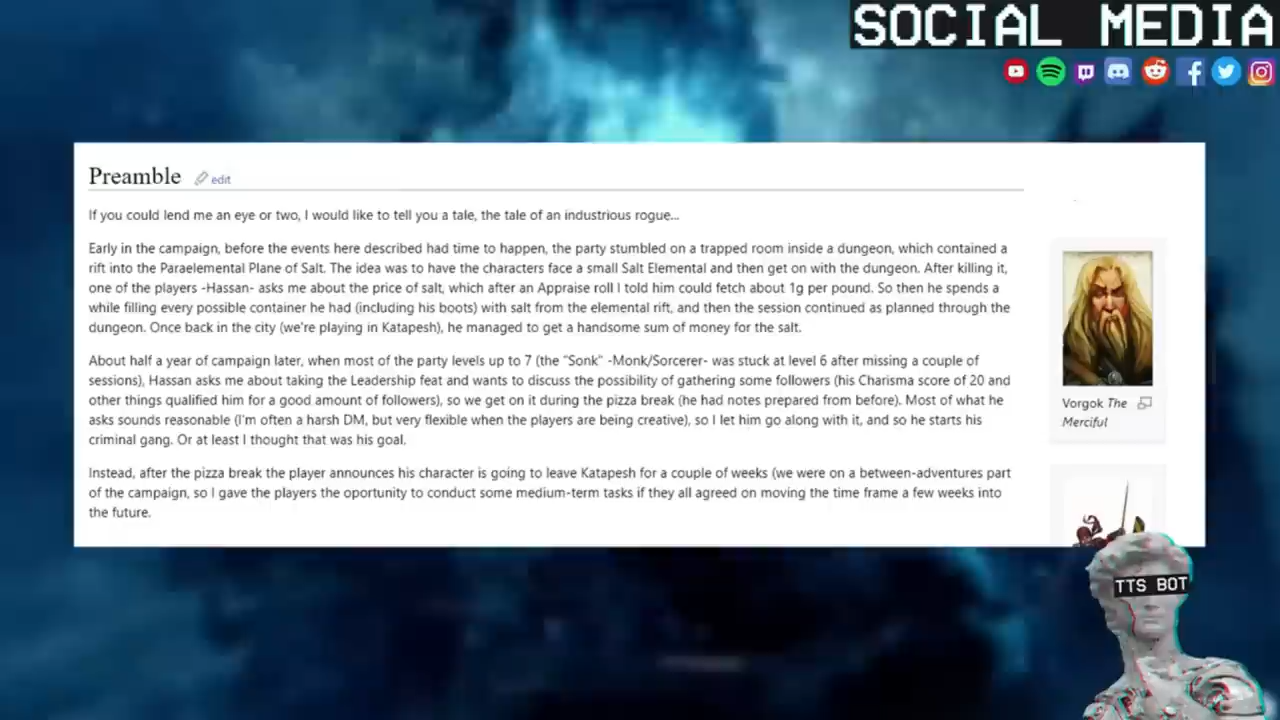 SOCIAL MEDIA
Preamble edit
If you could lend me an eye or two, I would like to tell you a tale, the tale of an industrious rogue...
Early in the campaign, before the events here described had time to happen, the party stumbled on a trapped room inside a dungeon, which contained a
rift into the Paraelemental Plane of Salt. The idea was to have the characters face a small Salt Elemental and then get on with the dungeon. After killing it,
one of the players -Hassan- asks me about the price of salt, which after an Appraise roll I told him could fetch about 1g per pound. So then he spends a
while filling every possible container he had (including his boots) with salt from the elemental rift, and then the session continued as planned through the
dungeon. Once back in the city (we're playing in Katapesh), he managed to get a handsome sum of money for the salt.
About half a year of campaign later, when most of the party levels up to 7 (the "Sonk" -Monk/Sorcerer- was stuck at level 6 after missing a couple of
sessions), Hassan asks me about taking the Leadership feat and wants to discuss the possibility of gathering some followers (his Charisma score of 20 and
other things qualified him for a good amount of followers), so we get on it during the pizza break (he had notes prepared from before). Most of what he
asks sounds reasonable (I'm often a harsh DM, but very flexible when the players are being creative), so I let him go along with it, and so he starts his
criminal gang. Or at least I thought that was his goal.
Instead, after the pizza break the player announces his character is going to leave Katapesh for a couple of weeks (we were on a between-adventures part
of the campaign, so I gave the players the oportunity to conduct some medium-term tasks if they all agreed on moving the time frame a few weeks into
the future.
Vorgok The
Merciful
TTS BOT